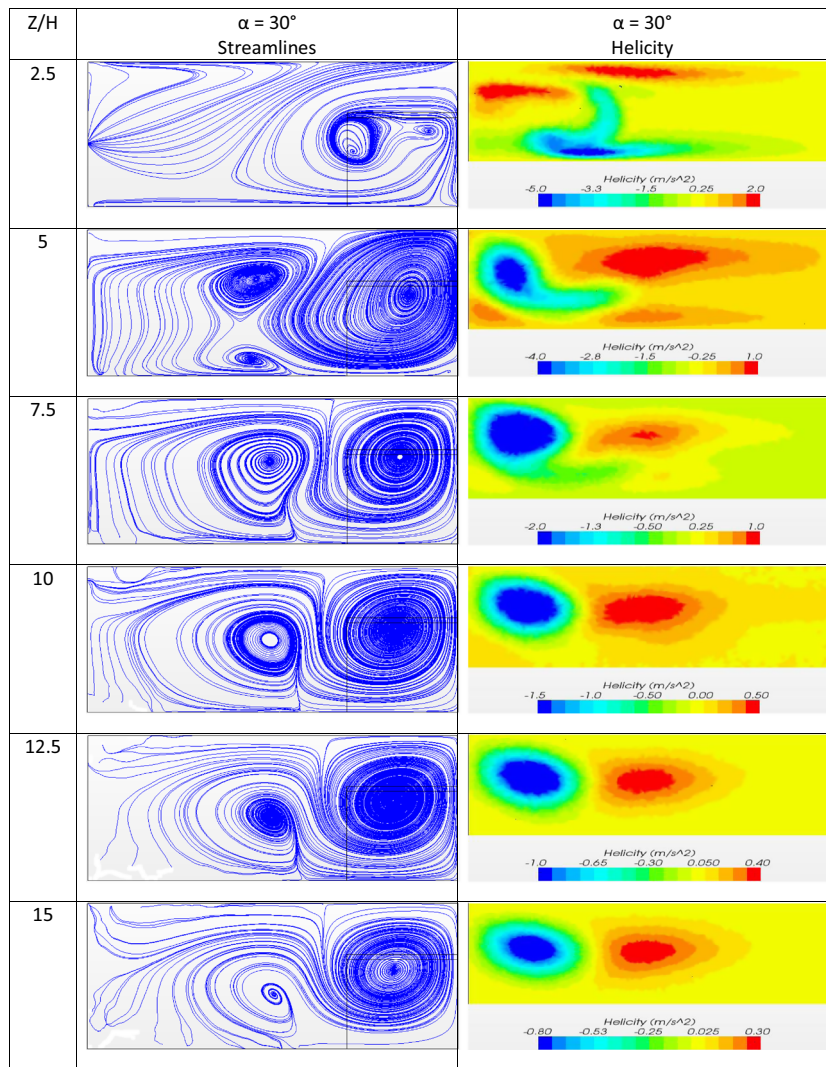 Z/H
α = 30°
Streamlines
α = 30°
Helicity
2.5
Helicity (m/s^2)
-5.0 -3.3 -1.5 0.25 2.0
5
Helicity (m/s^2)
-4.0 -2.8 -1.5 -0.25 1.0
7.5
Helicity (m/s^2)
-2.0 -1.3 -0.50 0.25 1.0
10
Helicity (m/s^2)
-1.5 -1.0 -0.50 0.00 0.50
12.5
Helicity (m/s^2)
-1.0 -0.65 -0.30 0.050 0.40
15
Helicity (m/s^2)
-0.80 -0.53 -0.25 0.025 0.30